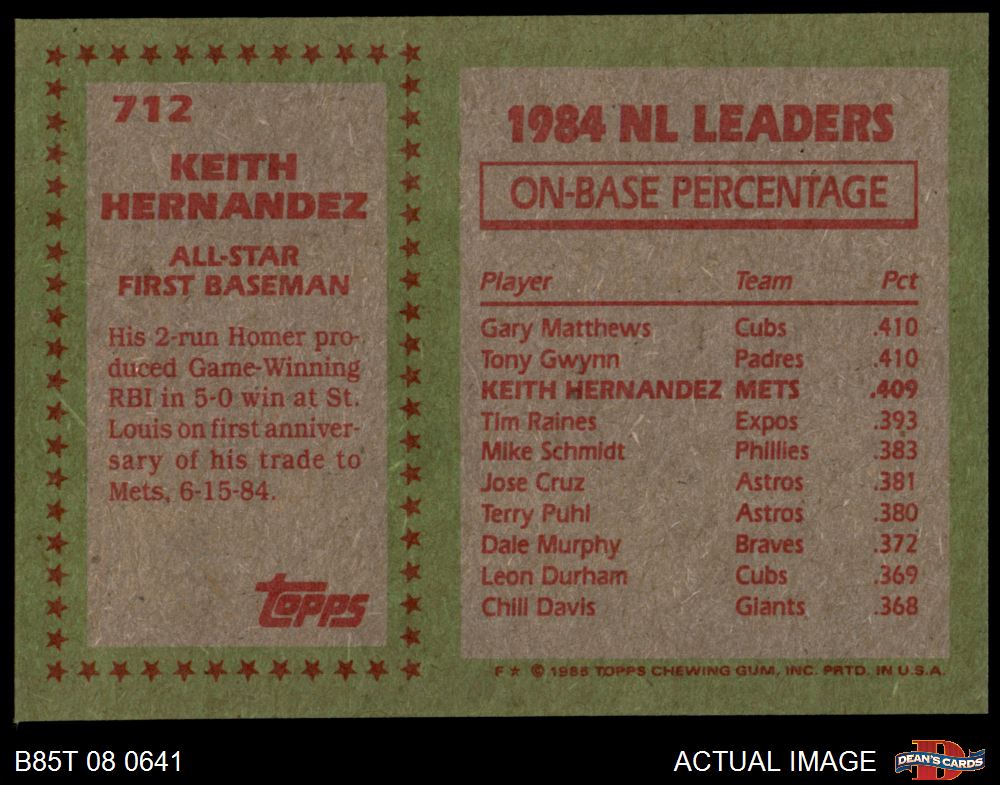 712
KEITH
HERNANDEZ
ALL-STAR
FIRST BASEMAN
His 2-run Homer pro-
duced Game-Winning
RBI in 5-0 win at St.
Louis on first anniver-
sary of his trade to
Mets, 6-15-84.
topps
1984 NL LEADERS
ON-BASE PERCENTAGE
Player Team Pct
Gary Matthews Cubs .410
Tony Gwynn Padres .410
KEITH HERNANDEZ METS .409
Tim Raines Expos .393
Mike Schmidt Phillies .383
Jose Cruz Astros .381
Terry Puhl Astros .380
Dale Murphy Braves .372
Leon Durham Cubs .369
Chili Davis Giants .368
F ★ © 1985 TOPPS CHEWING GUM, INC. PRTD. IN U.S.A.
B85T 08 0641
ACTUAL IMAGE
D
DEAN'S CARDS